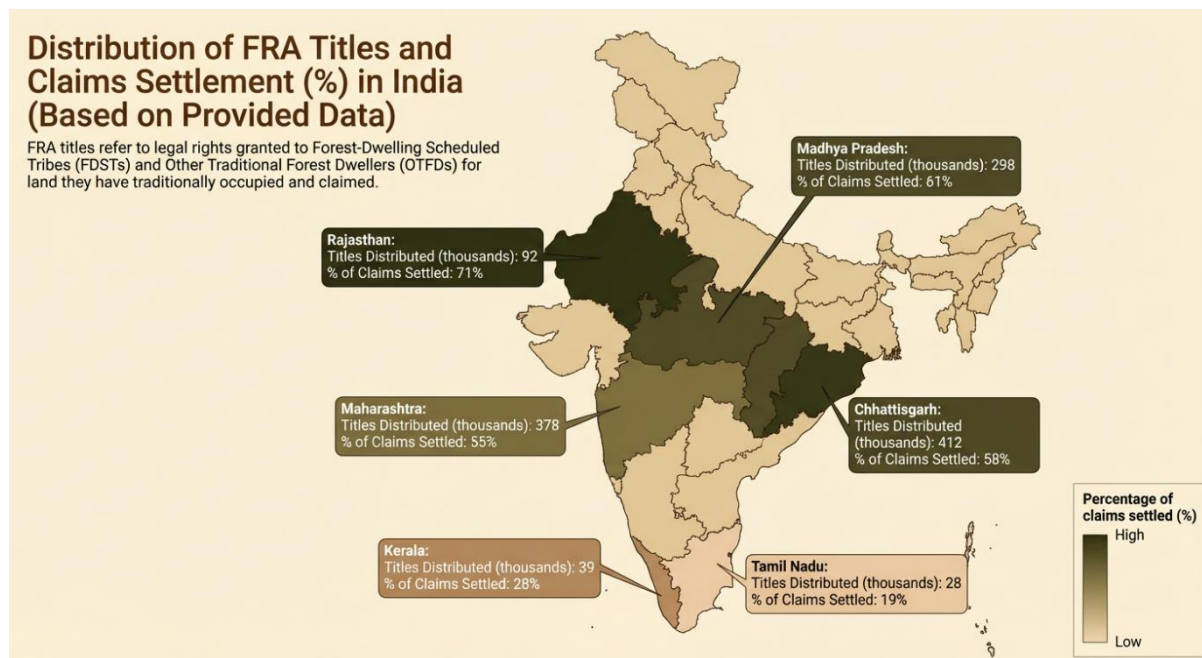 Distribution of FRA Titles and
Claims Settlement (%) in India
(Based on Provided Data)
FRA titles refer to legal rights granted to Forest-Dwelling Scheduled
Tribes (FDSTs) and Other Traditional Forest Dwellers (OTFDs) for
land they have traditionally occupied and claimed.
Madhya Pradesh:
Titles Distributed (thousands): 298
% of Claims Settled: 61%
Rajasthan:
Titles Distributed (thousands): 92
% of Claims Settled: 71%
Maharashtra:
Titles Distributed (thousands): 378
% of Claims Settled: 55%
Chhattisgarh:
Titles Distributed
(thousands): 412
% of Claims Settled: 58%
Kerala:
Titles Distributed (thousands): 39
% of Claims Settled: 28%
Tamil Nadu:
Titles Distributed (thousands): 28
% of Claims Settled: 19%
Percentage of
claims settled (%)
High
Low